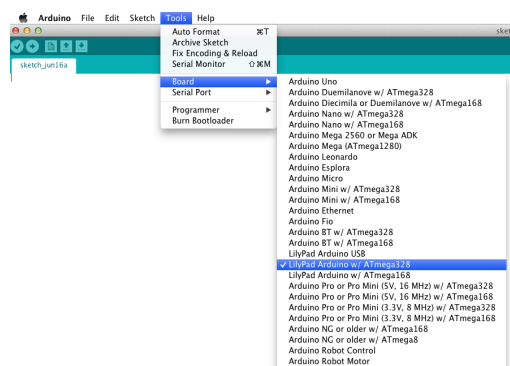 Arduino File Edit Sketch Tools Help
sket
sketch_jun16a
Auto Format ⌘T
Archive Sketch
Fix Encoding & Reload
Serial Monitor ⇧⌘M
Board
Serial Port
Programmer
Burn Bootloader
Arduino Uno
Arduino Duemilanove w/ ATmega328
Arduino Diecimila or Duemilanove w/ ATmega168
Arduino Nano w/ ATmega328
Arduino Nano w/ ATmega168
Arduino Mega 2560 or Mega ADK
Arduino Mega (ATmega1280)
Arduino Leonardo
Arduino Esplora
Arduino Micro
Arduino Mini w/ ATmega328
Arduino Mini w/ ATmega168
Arduino Ethernet
Arduino Fio
Arduino BT w/ ATmega328
Arduino BT w/ ATmega168
LilyPad Arduino USB
✓ LilyPad Arduino w/ ATmega328
LilyPad Arduino w/ ATmega168
Arduino Pro or Pro Mini (5V, 16 MHz) w/ ATmega328
Arduino Pro or Pro Mini (5V, 16 MHz) w/ ATmega168
Arduino Pro or Pro Mini (3.3V, 8 MHz) w/ ATmega328
Arduino Pro or Pro Mini (3.3V, 8 MHz) w/ ATmega168
Arduino NG or older w/ ATmega168
Arduino NG or older w/ ATmega8
Arduino Robot Control
Arduino Robot Motor